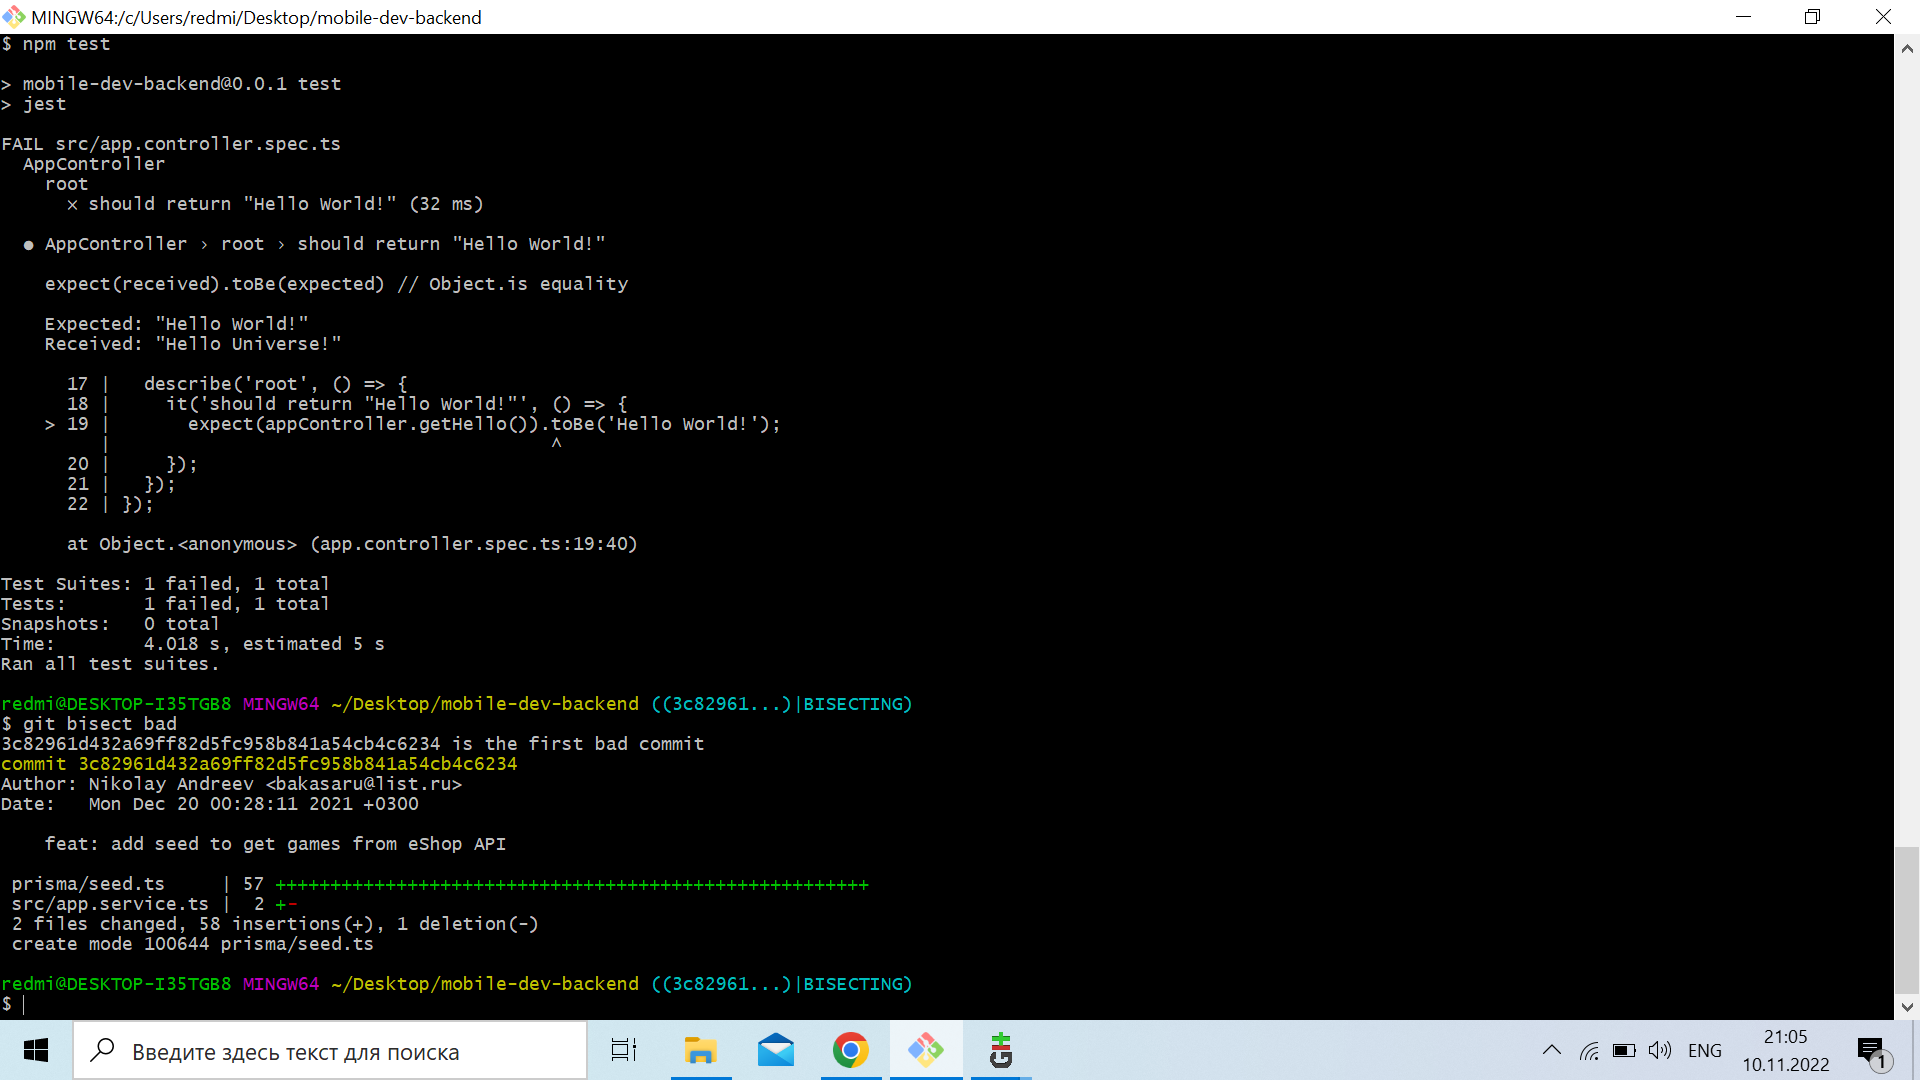 MINGW64:/c/Users/redmi/Desktop/mobile-dev-backend
$ npm test
> mobile-dev-backend@0.0.1 test
> jest
FAIL src/app.controller.spec.ts
AppController
root
× should return "Hello World!" (32 ms)
● AppController › root › should return "Hello World!"
expect(received).toBe(expected) // Object.is equality
Expected: "Hello World!"
Received: "Hello Universe!"
17 |   describe('root', () => {
18 |     it('should return "Hello World!"', () => {
> 19 |       expect(appController.getHello()).toBe('Hello World!');
|                                        ^
20 |     });
21 |   });
22 | });
at Object.<anonymous> (app.controller.spec.ts:19:40)
Test Suites: 1 failed, 1 total
Tests:       1 failed, 1 total
Snapshots:   0 total
Time:        4.018 s, estimated 5 s
Ran all test suites.
redmi@DESKTOP-I35TGB8 MINGW64 ~/Desktop/mobile-dev-backend ((3c82961...)|BISECTING)
$ git bisect bad
3c82961d432a69ff82d5fc958b841a54cb4c6234 is the first bad commit
commit 3c82961d432a69ff82d5fc958b841a54cb4c6234
Author: Nikolay Andreev <bakasaru@list.ru>
Date:   Mon Dec 20 00:28:11 2021 +0300
feat: add seed to get games from eShop API
prisma/seed.ts     | 57 ++++++++++++++++++++++++++++++++++++++++++++++++++++++
src/app.service.ts |  2 +-
2 files changed, 58 insertions(+), 1 deletion(-)
create mode 100644 prisma/seed.ts
redmi@DESKTOP-I35TGB8 MINGW64 ~/Desktop/mobile-dev-backend ((3c82961...)|BISECTING)
$
Введите здесь текст для поиска
ENG
21:05
10.11.2022
1